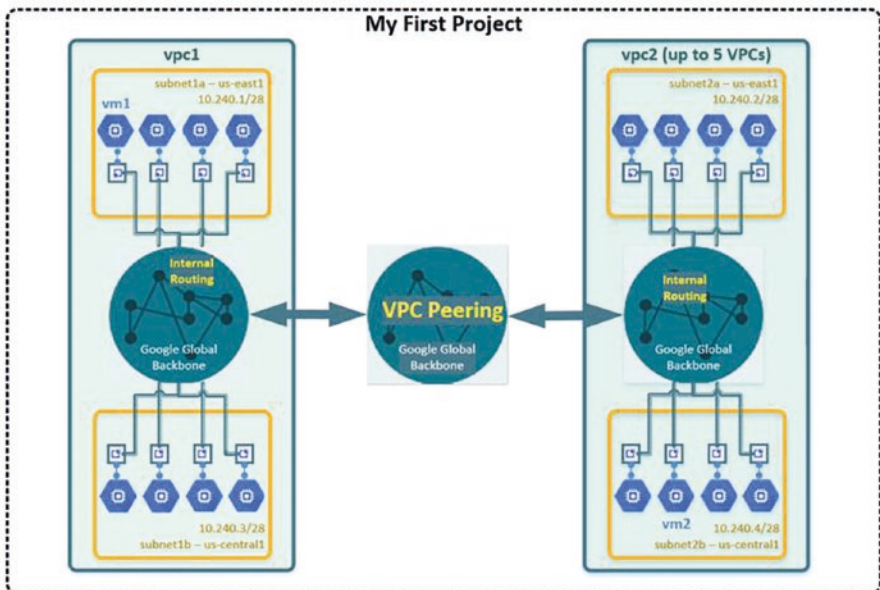 My First Project
vpc1
subnet1a – us-east1
10.240.1/28
vm1
Internal
Routing
Google Global
Backbone
10.240.3/28
subnet1b – us-central1
VPC Peering
Google Global
Backbone
vpc2 (up to 5 VPCs)
subnet2a – us-east1
10.240.2/28
Internal
Routing
Google Global
Backbone
vm2
10.240.4/28
subnet2b – us-central1